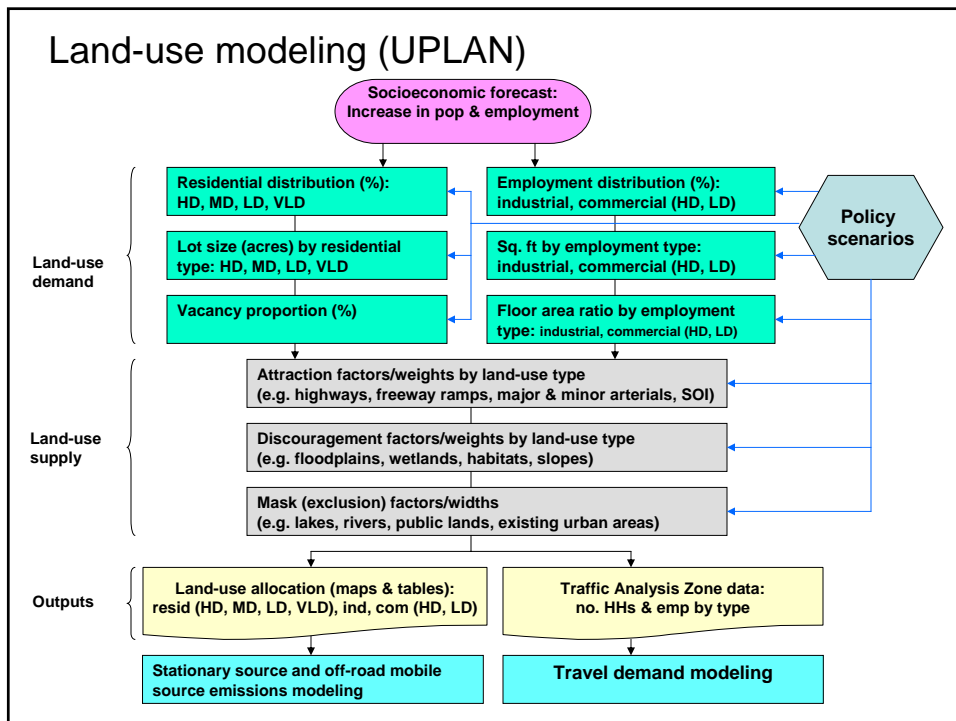 Land-use modeling (UPLAN)
Socioeconomic forecast:
Increase in pop & employment
Residential distribution (%):
HD, MD, LD, VLD
Employment distribution (%):
industrial, commercial (HD, LD)
Policy
scenarios
Land-use
demand
Lot size (acres) by residential
type: HD, MD, LD, VLD
Sq. ft by employment type:
industrial, commercial (HD, LD)
Vacancy proportion (%)
Floor area ratio by employment
type: industrial, commercial (HD, LD)
Attraction factors/weights by land-use type
(e.g. highways, freeway ramps, major & minor arterials, SOI)
Land-use
supply
Discouragement factors/weights by land-use type
(e.g. floodplains, wetlands, habitats, slopes)
Mask (exclusion) factors/widths
(e.g. lakes, rivers, public lands, existing urban areas)
Outputs
Land-use allocation (maps & tables):
resid (HD, MD, LD, VLD), ind, com (HD, LD)
Traffic Analysis Zone data:
no. HHs & emp by type
Stationary source and off-road mobile
source emissions modeling
Travel demand modeling